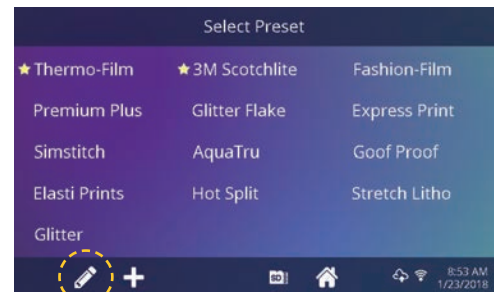 Select Preset
Thermo-Film 3M Scotchlite Fashion-Film
Premium Plus Glitter Flake Express Print
Simstitch AquaTru Goof Proof
Elasti Prints Hot Split Stretch Litho
Glitter
SD 8:53 AM
1/23/2018